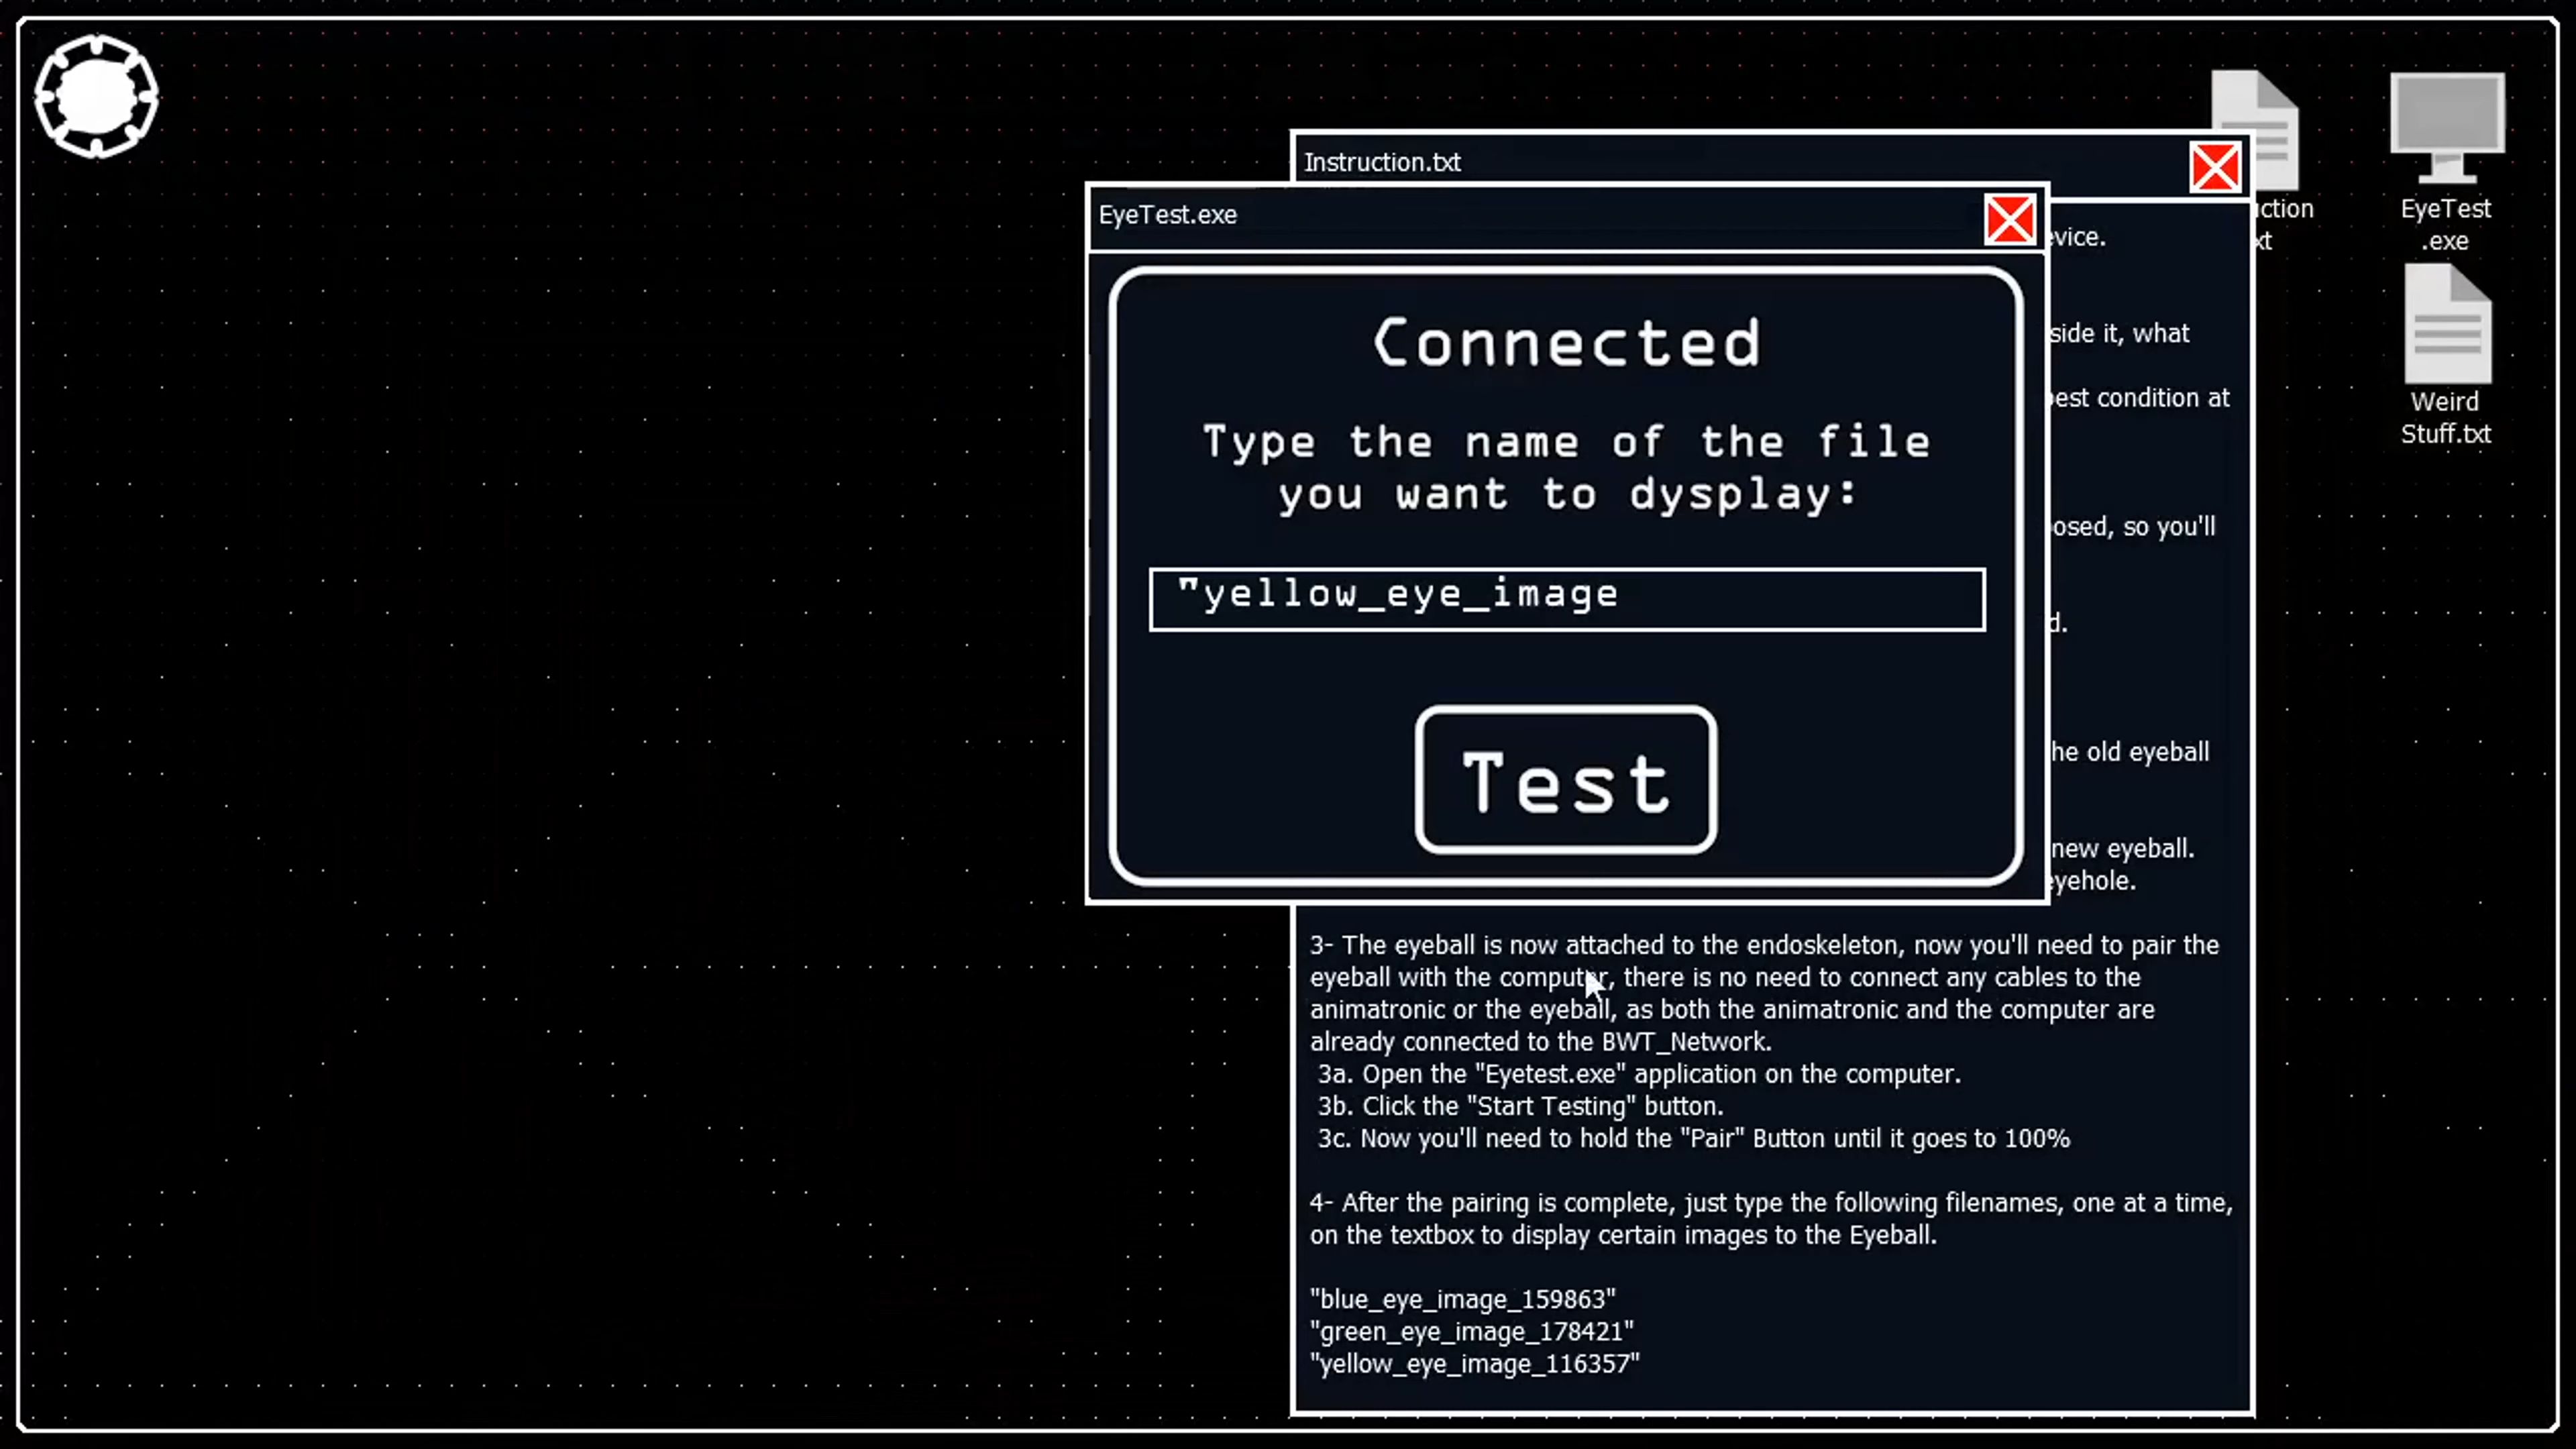 Instruction.txt
EyeTest.exe
Connected
Type the name of the file
you want to dysplay:
"yellow_eye_image
Test
side it, what
condition at
so you'll
he old eyeball
new eyeball.
3- The eyeball is now attached to the endoskeleton, now you'll need to pair the
eyeball with the computer, there is no need to connect any cables to the
animatronic or the eyeball, as both the animatronic and the computer are
already connected to the BWT_Network.
3a. Open the "Eyetest.exe" application on the computer.
3b. Click the "Start Testing" button.
3c. Now you'll need to hold the "Pair" Button until it goes to 100%
4- After the pairing is complete, just type the following filenames, one at a time,
on the textbox to display certain images to the Eyeball.
"blue_eye_image_159863"
"green_eye_image_178421"
"yellow_eye_image_116357"
EyeTest
.exe
Weird
Stuff.txt